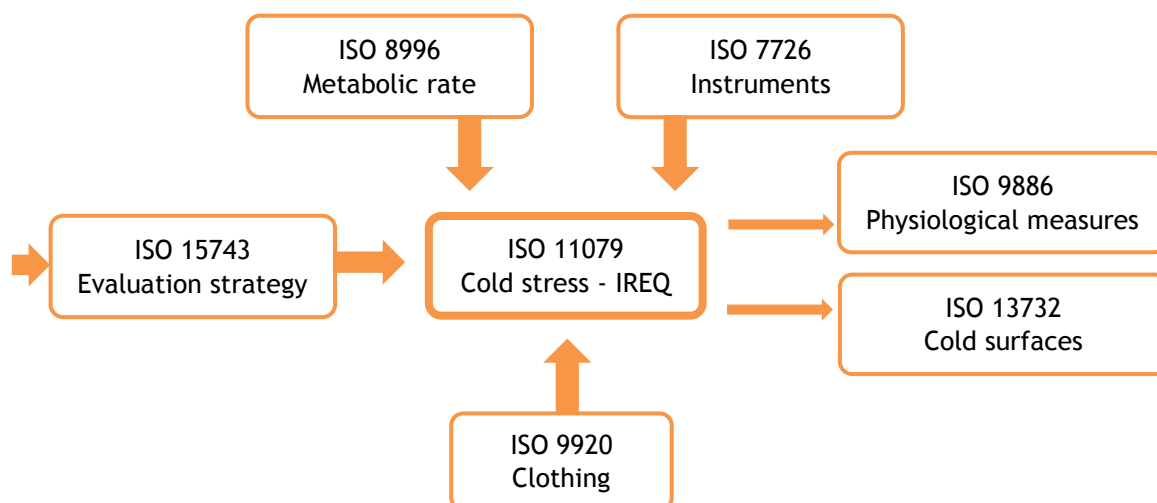 ISO 8996
Metabolic rate
ISO 7726
Instruments
ISO 9886
Physiological measures
ISO 15743
Evaluation strategy
ISO 11079
Cold stress - IREQ
ISO 13732
Cold surfaces
ISO 9920
Clothing